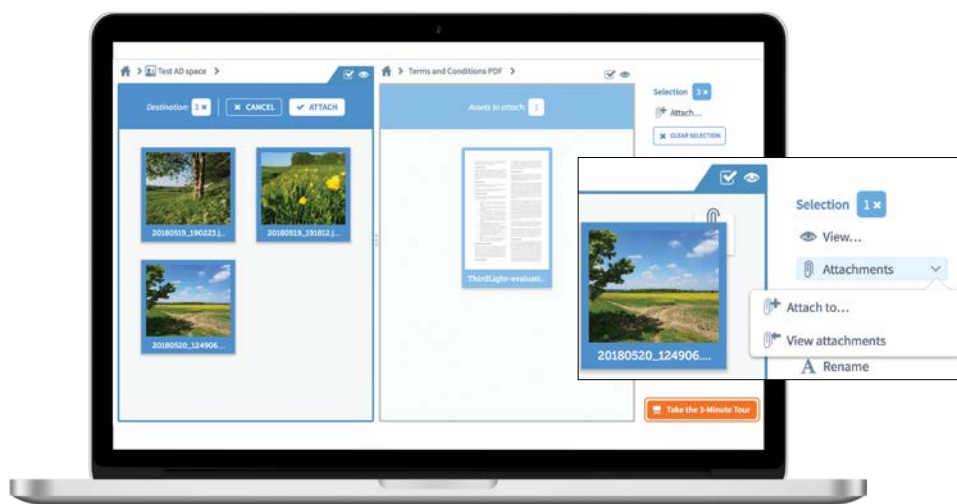 Test AD space
Terms and Conditions PDF
Destination: 3 x
x CANCEL
ATTACH
Assets to attach: 1
Selection 3 x
Attach...
x CLEAR SELECTION
20180519_190223.j...
20180519_191812.j...
20180520_124906....
ThirdLight-evaluati...
Take the 3-Minute Tour
20180520_124906....
Selection 1 x
View...
Attachments
Attach to...
View attachments
Rename